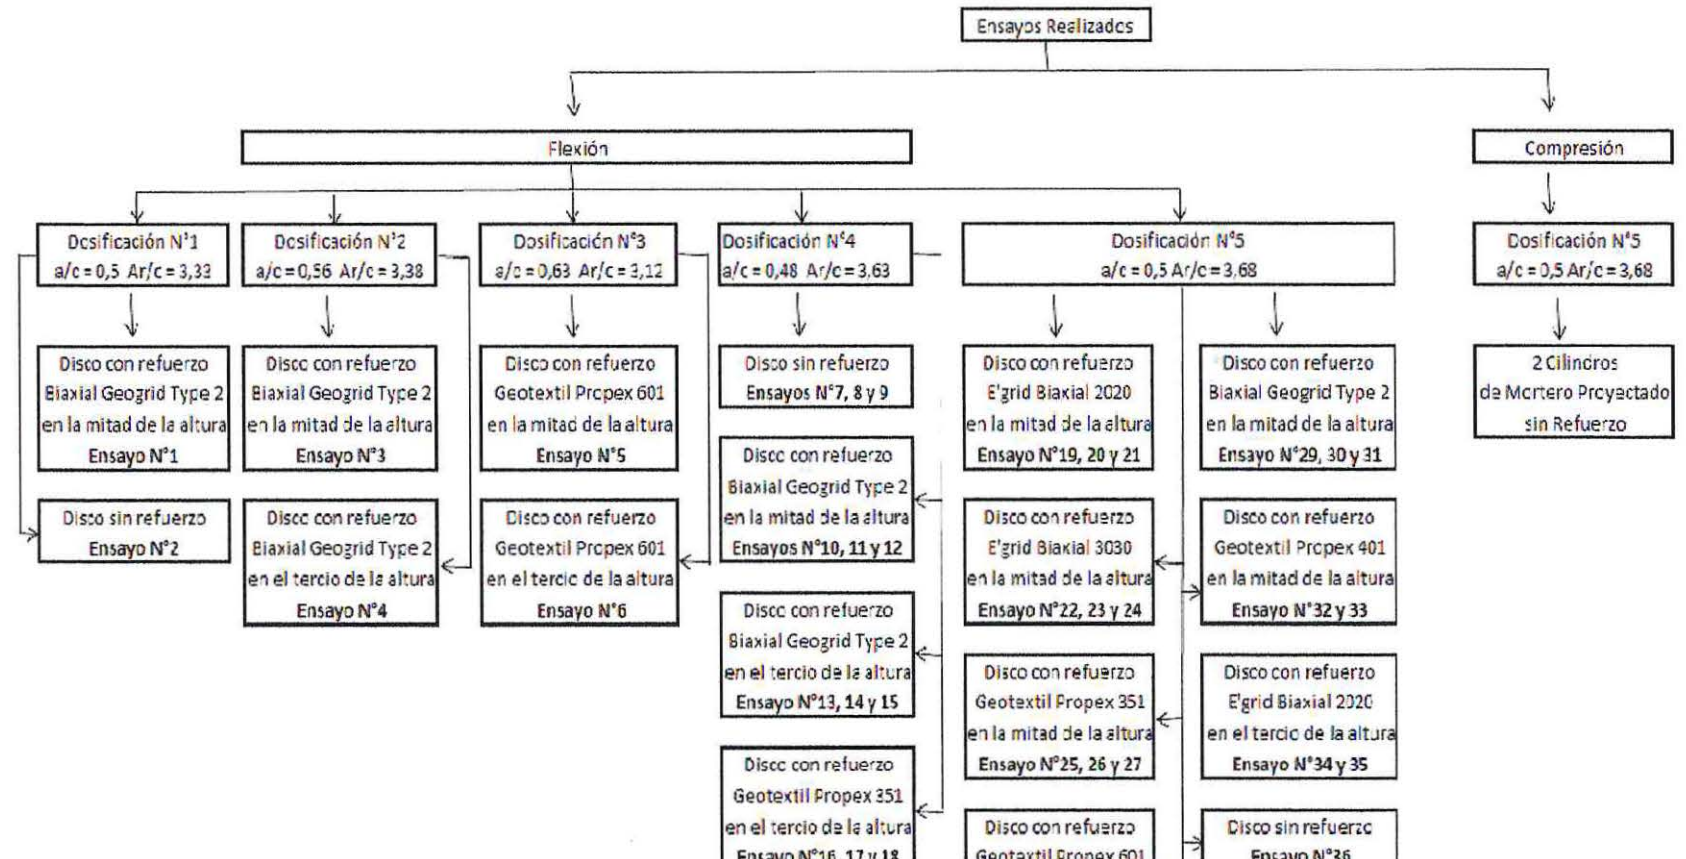 Ensayos Realizados
Flexión
Compresión
Dosificación N°1
a/c = 0,5 Ar/c = 3,33
Dosificación N°2
a/c = 0,56 Ar/c = 3,38
Dosificación N°3
a/c = 0,63 Ar/c = 3,12
Dosificación N°4
a/c = 0,48 Ar/c = 3,63
Dosificación N°5
a/c = 0,5 Ar/c = 3,68
Dosificación N°5
a/c = 0,5 Ar/c = 3,68
Disco con refuerzo
Biaxial Geogrid Type 2
en la mitad de la altura
Ensayo N°1
Disco sin refuerzo
Ensayo N°2
Disco con refuerzo
Biaxial Geogrid Type 2
en la mitad de la altura
Ensayo N°3
Disco con refuerzo
Biaxial Geogrid Type 2
en el tercio de la altura
Ensayo N°4
Disco con refuerzo
Geotextil Propex 601
en la mitad de la altura
Ensayo N°5
Disco con refuerzo
Geotextil Propex 601
en el tercio de la altura
Ensayo N°6
Disco sin refuerzo
Ensayos N°7, 8 y 9
Disco con refuerzo
Biaxial Geogrid Type 2
en la mitad de la altura
Ensayos N°10, 11 y 12
Disco con refuerzo
Biaxial Geogrid Type 2
en el tercio de la altura
Ensayo N°13, 14 y 15
Disco con refuerzo
Geotextil Propex 351
en el tercio de la altura
Ensayo N°16, 17 y 18
Disco con refuerzo
E'grid Biaxial 2020
en la mitad de la altura
Ensayo N°19, 20 y 21
Disco con refuerzo
E'grid Biaxial 3030
en la mitad de la altura
Ensayo N°22, 23 y 24
Disco con refuerzo
Geotextil Propex 351
en la mitad de la altura
Ensayo N°25, 26 y 27
Disco con refuerzo
Geotextil Propex 601
Disco con refuerzo
Biaxial Geogrid Type 2
en la mitad de la altura
Ensayo N°29, 30 y 31
Disco con refuerzo
Geotextil Propex 401
en la mitad de la altura
Ensayo N°32 y 33
Disco con refuerzo
E'grid Biaxial 2020
en el tercio de la altura
Ensayo N°34 y 35
Disco sin refuerzo
Ensayo N°36
2 Cilindros
de Mortero Proyectado
sin Refuerzo